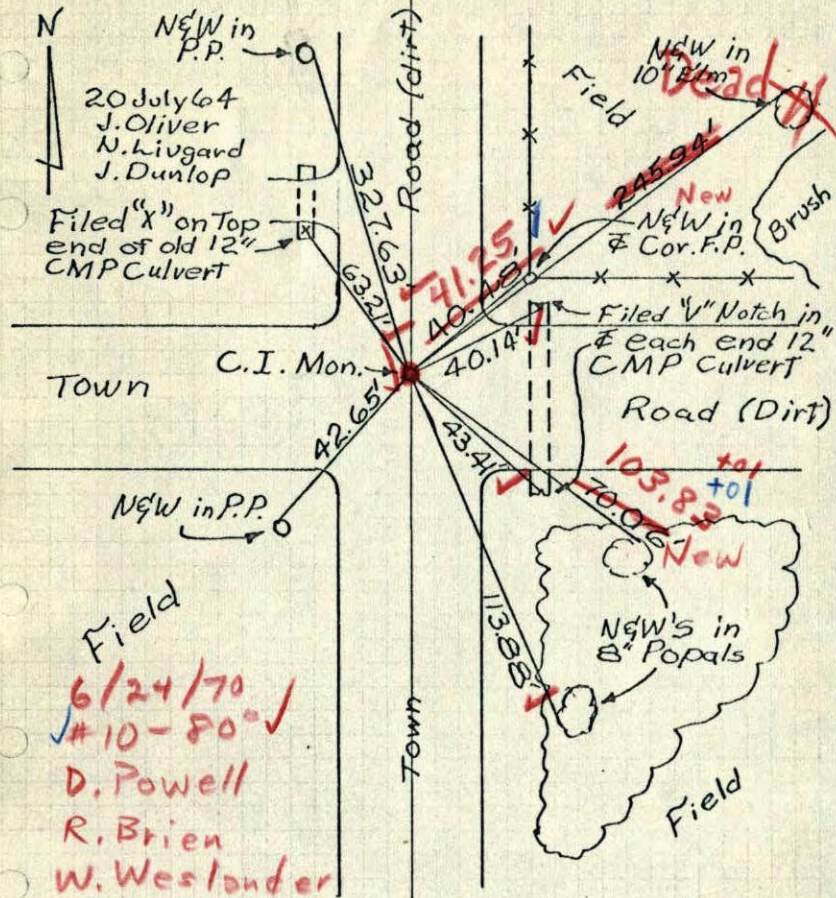 N
N&W in
P.P.
20 July 64
J. Oliver
N. Livgard
J. Dunlop
Filed "X" on Top
end of old 12"
CMP Culvert
Road (dirt)
327.63'
63.21'
Field
N&W in
10" Elm
Dead
245.94'
New
N&W in
℄ Cor. F.P.
Brush
41.25
40.48'
40.14'
Filed "V" Notch in
℄ each end 12"
CMP Culvert
C.I. Mon.
Town
Road (Dirt)
42.65'
43.41'
103.83
+01
+01
70.06'
New
N&W in P.P.
113.88'
N&W'S in
8" Popals
Field
6/24/70
#10-80°
D. Powell
R. Brien
W. Weslander
Town
Field